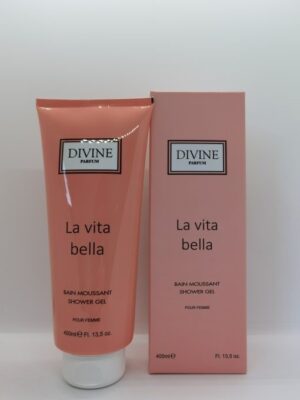 DIVINE
PARFUM
La vita
bella
BAIN MOUSSANT
SHOWER GEL
POUR FEMME
400ml ℮ Fl. 13,5 oz.
DIVINE
PARFUM
La vita
bella
BAIN MOUSSANT
SHOWER GEL
POUR FEMME
400ml ℮ Fl. 13,5 oz.